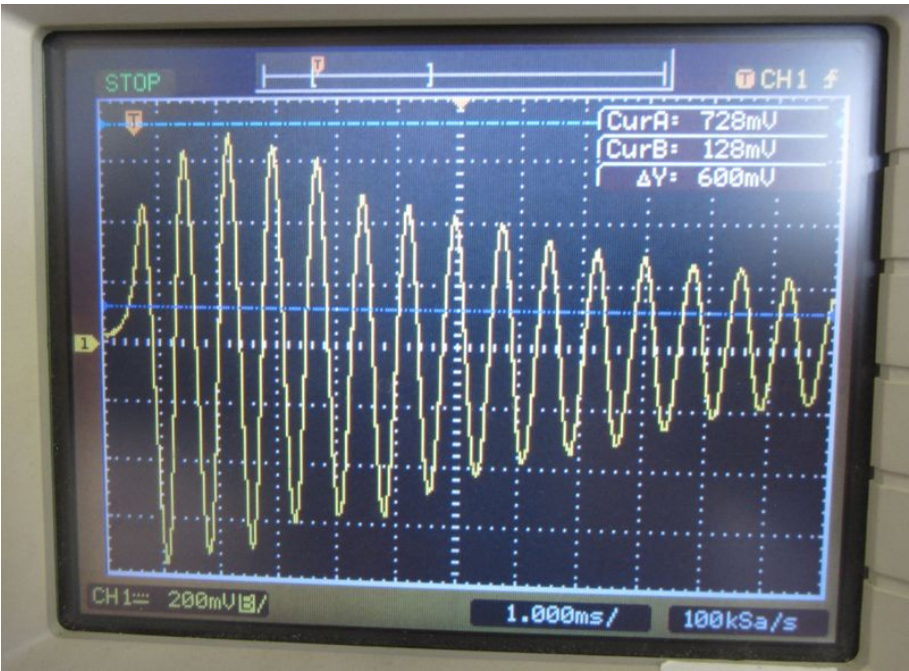 STOP
T
T CH1
T
CurA: 728mV
CurB: 128mV
ΔY: 600mV
1
CH1 200mV B/
1.000ms/
100kSa/s